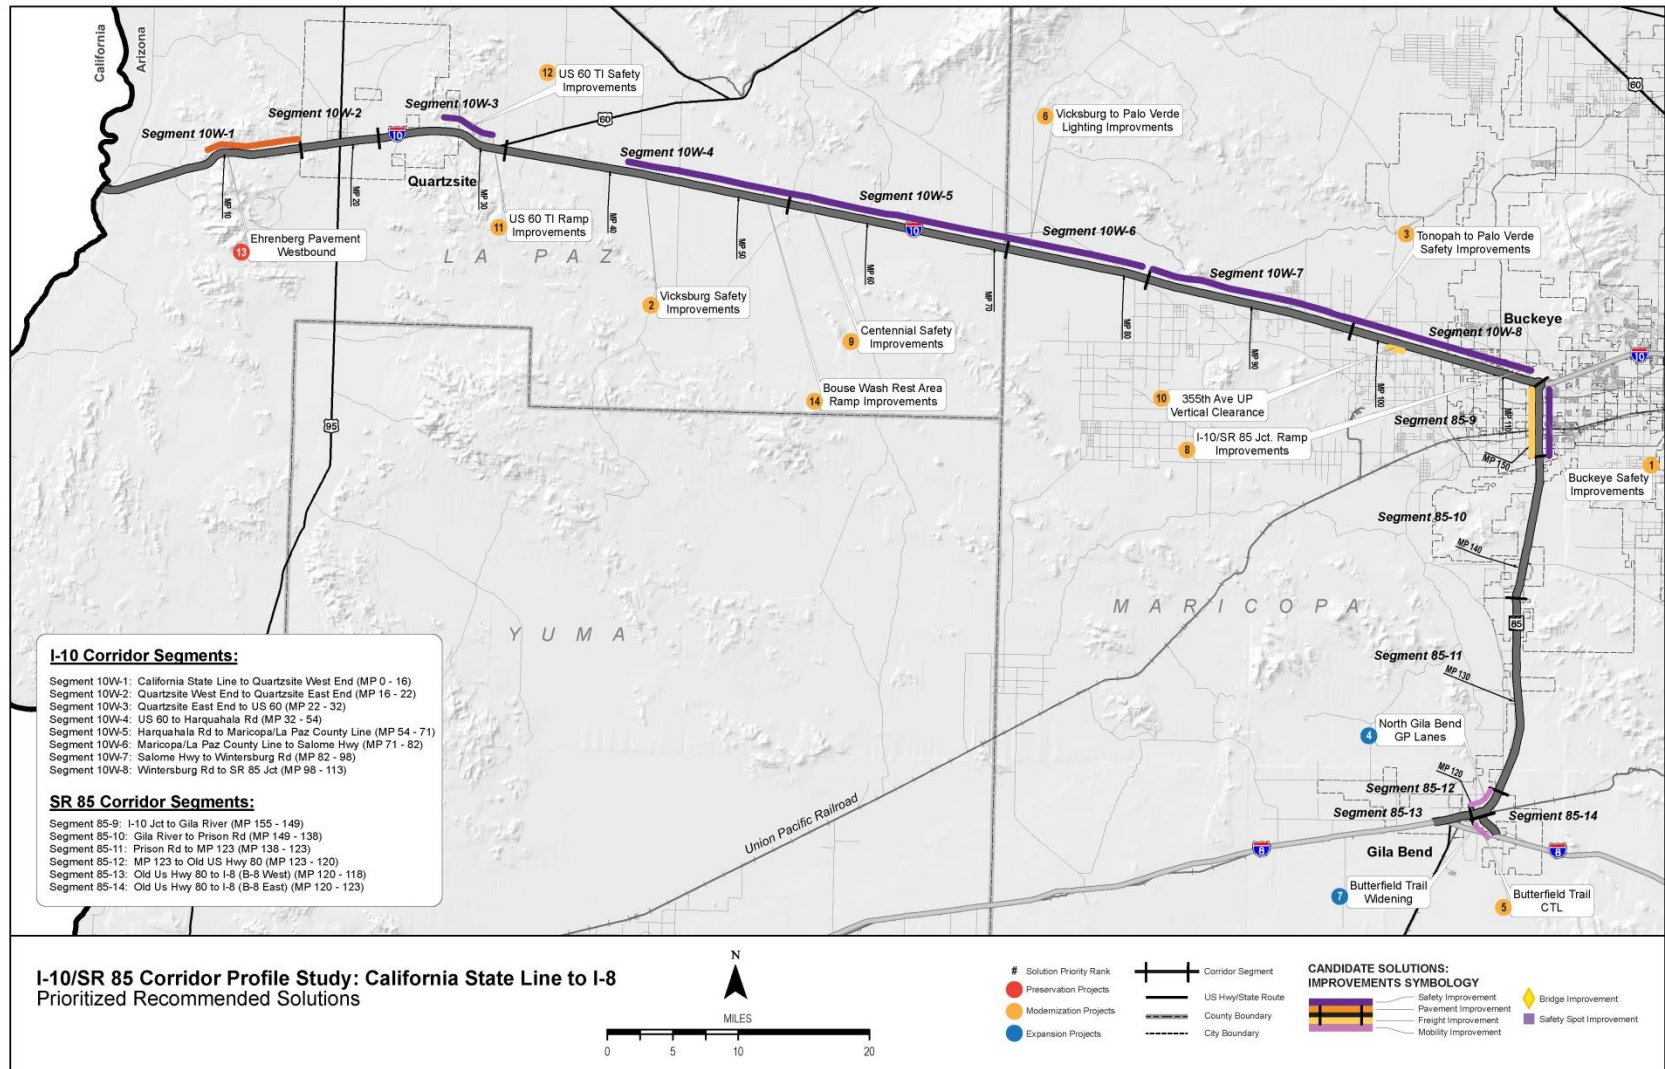 California
Arizona
12
US 60 TI Safety
Improvements
60
Segment 10W-3
Segment 10W-2
Segment 10W-1
10
60
6
Vicksburg to Palo Verde
Lighting Improvments
Segment 10W-4
Quartzsite
MP 10
MP 20
MP 30
MP 40
MP 50
MP 60
MP 70
MP 80
MP 90
MP 100
MP 110
Segment 10W-5
10
Segment 10W-6
3
Tonopah to Palo Verde
Safety Improvements
11
US 60 TI Ramp
Improvements
13
Ehrenberg Pavement
Westbound
LA PAZ
Segment 10W-7
2
Vicksburg Safety
Improvements
Buckeye
Segment 10W-8
10
9
Centennial Safety
Improvements
14
Bouse Wash Rest Area
Ramp Improvements
10
355th Ave UP
Vertical Clearance
95
Segment 85-9
8
I-10/SR 85 Jct. Ramp
Improvements
MP 150
1
Buckeye Safety
Improvements
Segment 85-10
MP 140
MARICOPA
YUMA
85
Segment 85-11
MP 130
4
North Gila Bend
GP Lanes
MP 120
Segment 85-12
Segment 85-13
Segment 85-14
Union Pacific Railroad
8
Gila Bend
8
7
Butterfield Trail
Widening
5
Butterfield Trail
CTL
I-10 Corridor Segments:
Segment 10W-1: California State Line to Quartzsite West End (MP 0 - 16)
Segment 10W-2: Quartzsite West End to Quartzsite East End (MP 16 - 22)
Segment 10W-3: Quartzsite East End to US 60 (MP 22 - 32)
Segment 10W-4: US 60 to Harquahala Rd (MP 32 - 54)
Segment 10W-5: Harquahala Rd to Maricopa/La Paz County Line (MP 54 - 71)
Segment 10W-6: Maricopa/La Paz County Line to Salome Hwy (MP 71 - 82)
Segment 10W-7: Salome Hwy to Wintersburg Rd (MP 82 - 98)
Segment 10W-8: Wintersburg Rd to SR 85 Jct (MP 98 - 113)
SR 85 Corridor Segments:
Segment 85-9: I-10 Jct to Gila River (MP 155 - 149)
Segment 85-10: Gila River to Prison Rd (MP 149 - 138)
Segment 85-11: Prison Rd to MP 123 (MP 138 - 123)
Segment 85-12: MP 123 to Old US Hwy 80 (MP 123 - 120)
Segment 85-13: Old Us Hwy 80 to I-8 (B-8 West) (MP 120 - 118)
Segment 85-14: Old Us Hwy 80 to I-8 (B-8 East) (MP 120 - 123)
I-10/SR 85 Corridor Profile Study: California State Line to I-8
Prioritized Recommended Solutions
N
MILES
0 5 10 20
# Solution Priority Rank
Preservation Projects
Modernization Projects
Expansion Projects
Corridor Segment
US Hwy/State Route
County Boundary
City Boundary
CANDIDATE SOLUTIONS:
IMPROVEMENTS SYMBOLOGY
Safety Improvement
Pavement Improvement
Freight Improvement
Mobility Improvement
Bridge Improvement
Safety Spot Improvement